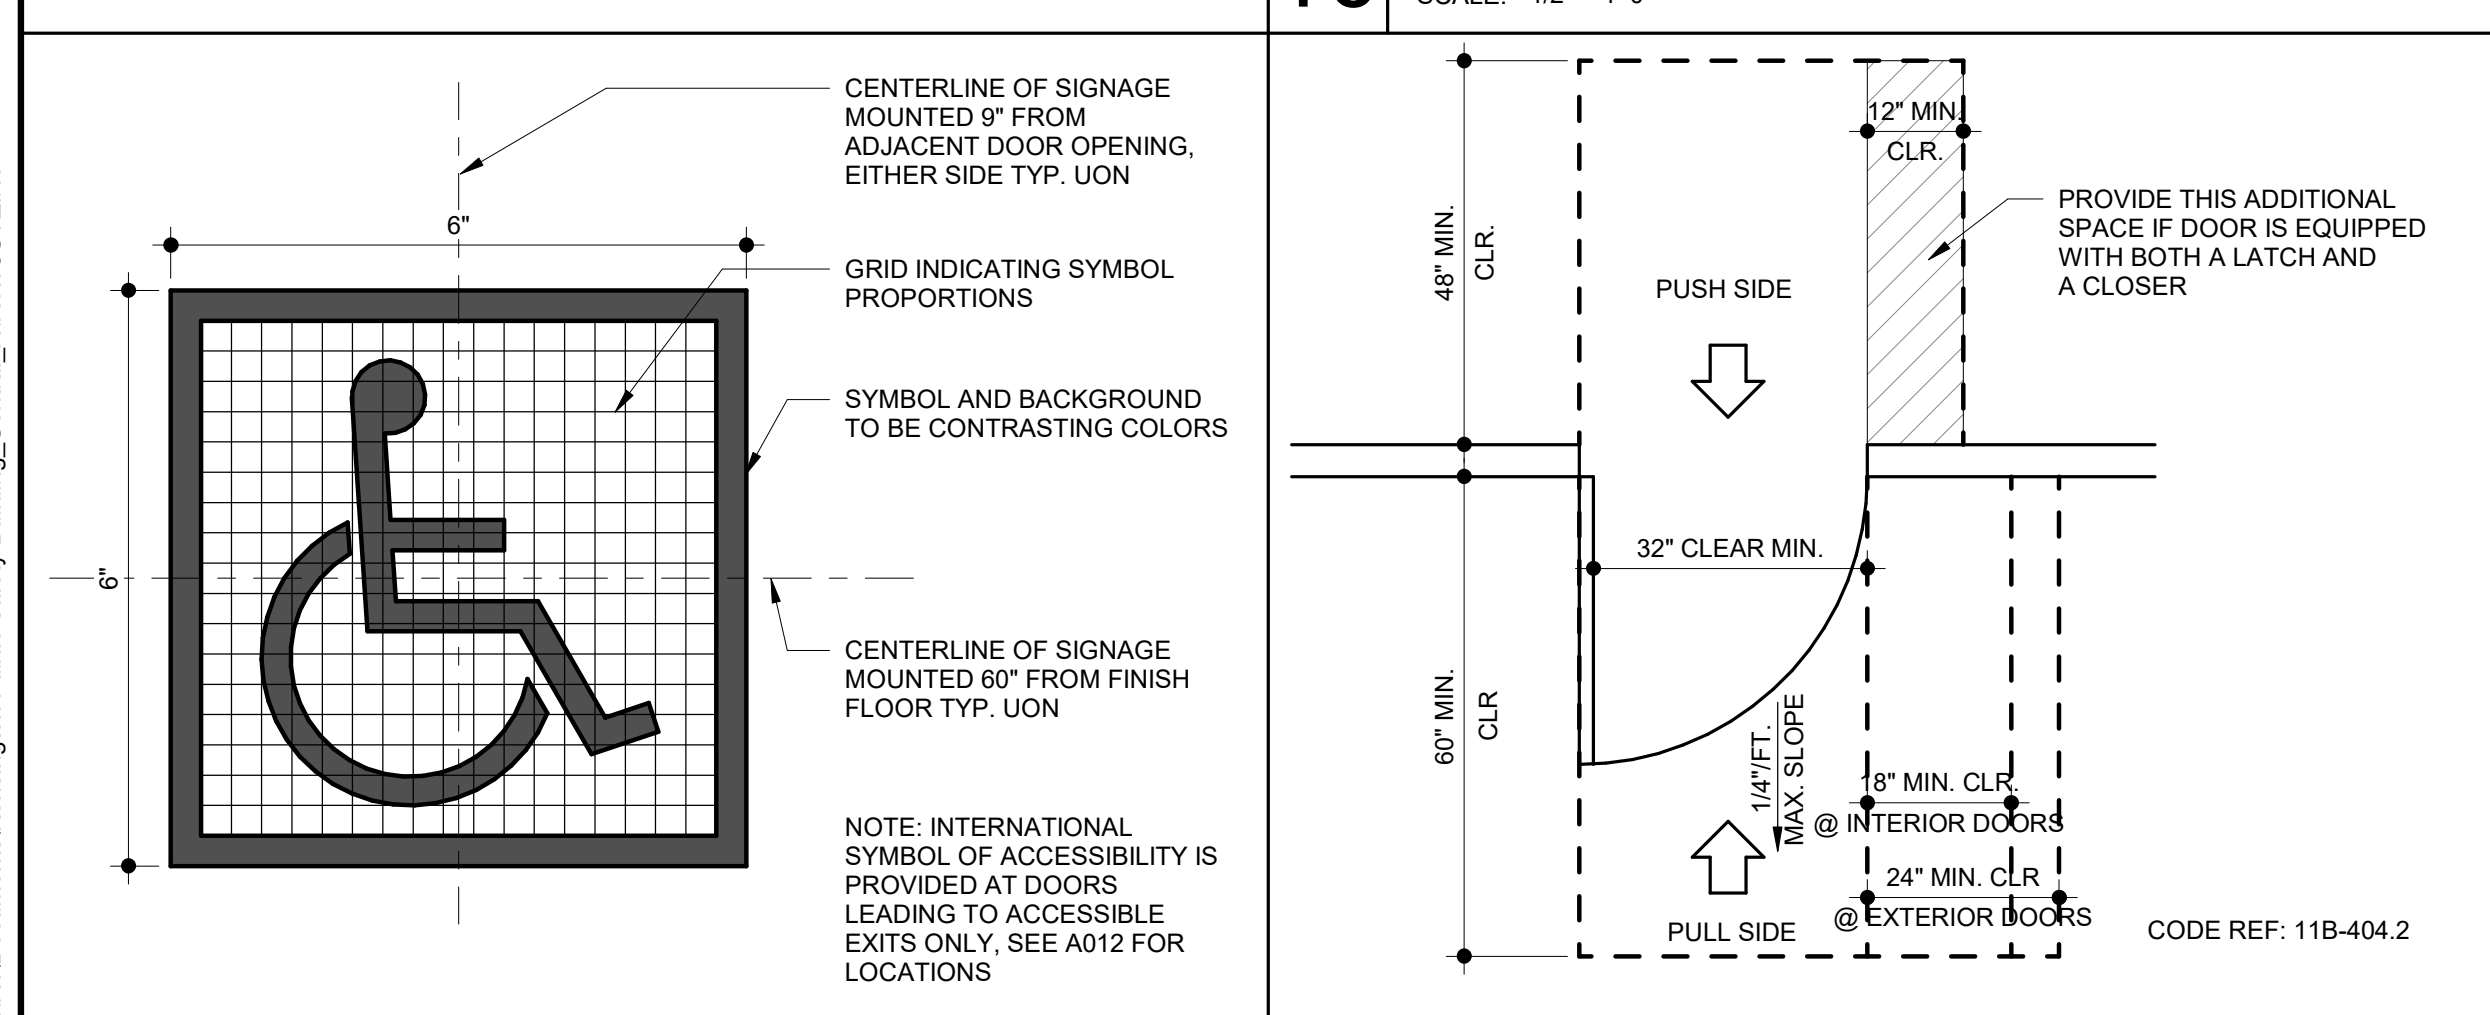 SCALE:
CENTERLINE OF SIGNAGE
MOUNTED 9" FROM
ADJACENT DOOR OPENING,
EITHER SIDE TYP. UON
6"
GRID INDICATING SYMBOL
PROPORTIONS
SYMBOL AND BACKGROUND
TO BE CONTRASTING COLORS
6"
CENTERLINE OF SIGNAGE
MOUNTED 60" FROM FINISH
FLOOR TYP. UON
NOTE: INTERNATIONAL
SYMBOL OF ACCESSIBILITY IS
PROVIDED AT DOORS
LEADING TO ACCESSIBLE
EXITS ONLY, SEE A012 FOR
LOCATIONS
12" MIN.
CLR.
PROVIDE THIS ADDITIONAL
SPACE IF DOOR IS EQUIPPED
WITH BOTH A LATCH AND
A CLOSER
48" MIN.
CLR.
PUSH SIDE
32" CLEAR MIN.
60" MIN.
CLR
1/4"/FT.
MAX. SLOPE
18" MIN. CLR.
@ INTERIOR DOORS
24" MIN. CLR
@ EXTERIOR DOORS
PULL SIDE
CODE REF: 11B-404.2